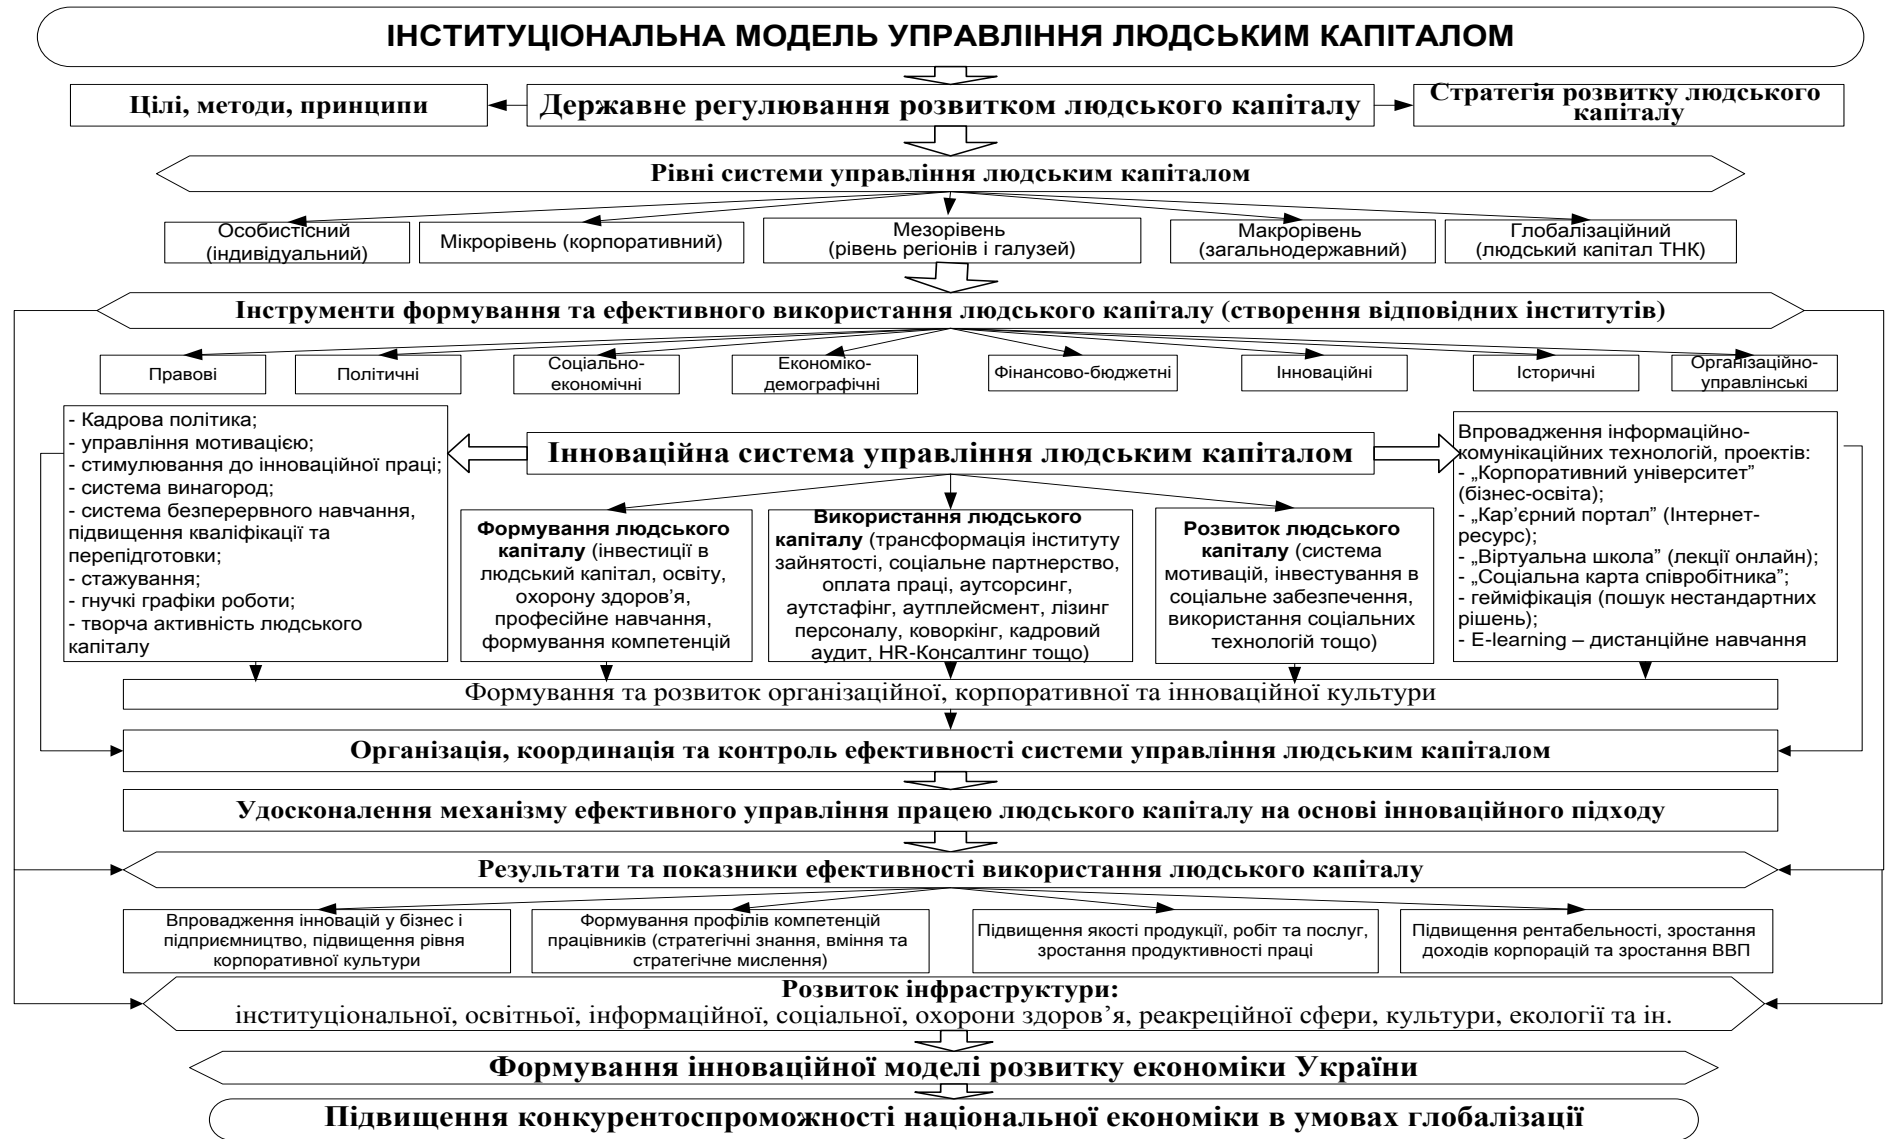 ІНСТИТУЦІОНАЛЬНА МОДЕЛЬ УПРАВЛІННЯ ЛЮДСЬКИМ КАПІТАЛОМ
Цілі, методи, принципи
Державне регулювання розвитком людського капіталу
Стратегія розвитку людського
капіталу
Рівні системи управління людським капіталом
Особистісний
(індивідуальний)
Мікрорівень (корпоративний)
Мезорівень
(рівень регіонів і галузей)
Макрорівень
(загальнодержавний)
Глобалізаційний
(людський капітал ТНК)
Інструменти формування та ефективного використання людського капіталу (створення відповідних інститутів)
Правові
Політичні
Соціально-
економічні
Економіко-
демографічні
Фінансово-бюджетні
Інноваційні
Історичні
Організаційно-
управлінські
- Кадрова політика;
- управління мотивацією;
- стимулювання до інноваційної праці;
- система винагород;
- система безперервного навчання,
підвищення кваліфікації та
перепідготовки;
- стажування;
- гнучкі графіки роботи;
- творча активність людського
капіталу
Інноваційна система управління людським капіталом
Формування людського
капіталу (інвестиції в
людський капітал, освіту,
охорону здоров’я,
професійне навчання,
формування компетенцій
Використання людського
капіталу (трансформація інституту
зайнятості, соціальне партнерство,
оплата праці, аутсорсинг,
аутстафінг, аутплейсмент, лізинг
персоналу, коворкінг, кадровий
аудит, HR-Консалтинг тощо)
Розвиток людського
капіталу (система
мотивацій, інвестування в
соціальне забезпечення,
використання соціальних
технологій тощо)
Впровадження інформаційно-
комунікаційних технологій, проектів:
- „Корпоративний університет”
(бізнес-освіта);
- „Кар’єрний портал” (Інтернет-
ресурс);
- „Віртуальна школа” (лекції онлайн);
- „Соціальна карта співробітника”;
- гейміфікація (пошук нестандартних
рішень);
- E-learning – дистанційне навчання
Формування та розвиток організаційної, корпоративної та інноваційної культури
Організація, координація та контроль ефективності системи управління людським капіталом
Удосконалення механізму ефективного управління працею людського капіталу на основі інноваційного підходу
Результати та показники ефективності використання людського капіталу
Впровадження інновацій у бізнес і
підприємництво, підвищення рівня
корпоративної культури
Формування профілів компетенцій
працівників (стратегічні знання, вміння та
стратегічне мислення)
Підвищення якості продукції, робіт та послуг,
зростання продуктивності праці
Підвищення рентабельності, зростання
доходів корпорацій та зростання ВВП
Розвиток інфраструктури:
інституціональної, освітньої, інформаційної, соціальної, охорони здоров’я, реакреційної сфери, культури, екології та ін.
Формування інноваційної моделі розвитку економіки України
Підвищення конкурентоспроможності національної економіки в умовах глобалізації